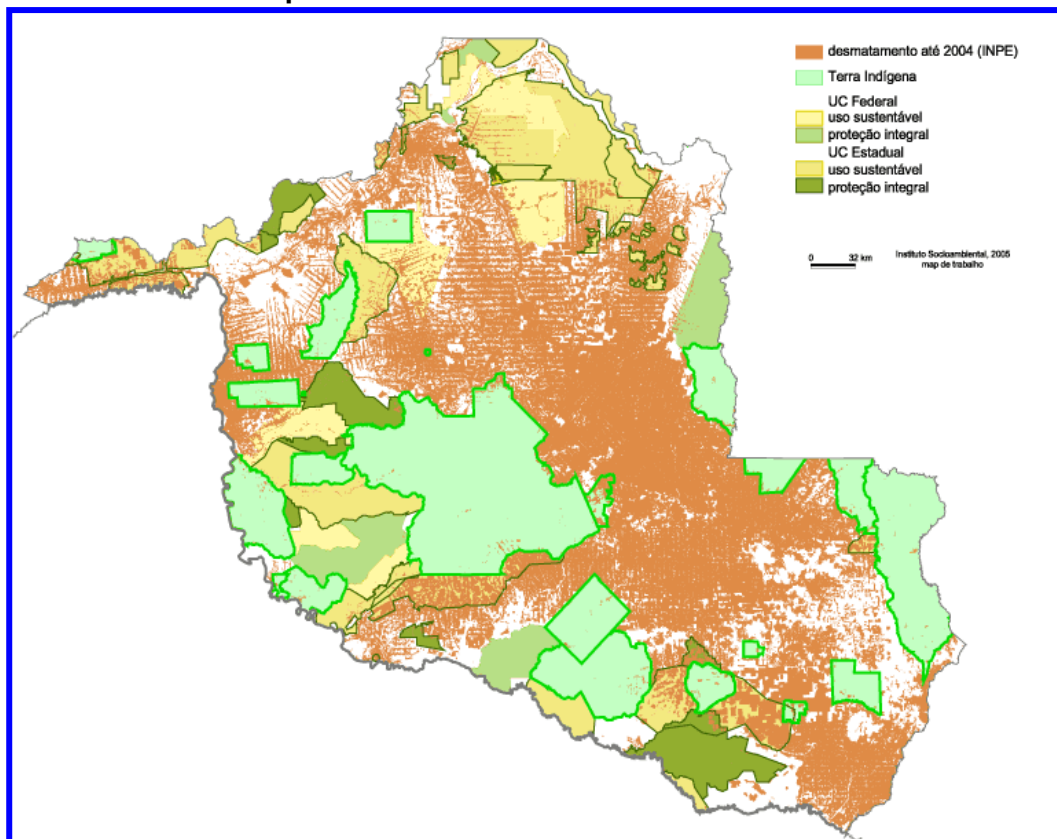 desmatamento até 2004 (INPE)
Terra Indígena
UC Federal
uso sustentável
proteção integral
UC Estadual
uso sustentável
proteção integral
0 32 km
Instituto Socioambiental, 2005
map de trabalho